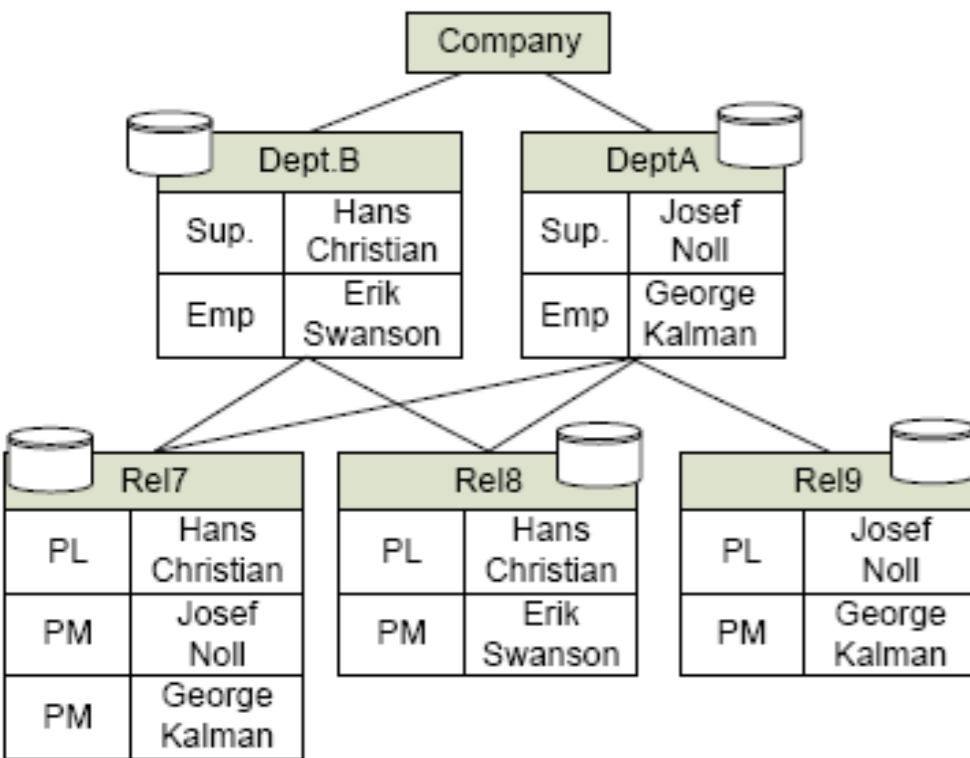 Company
Dept.B
Sup.
Hans
Christian
Emp
Erik
Swanson
DeptA
Sup.
Josef
Noll
Emp
George
Kalman
Rel7
PL
Hans
Christian
PM
Josef
Noll
PM
George
Kalman
Rel8
PL
Hans
Christian
PM
Erik
Swanson
Rel9
PL
Josef
Noll
PM
George
Kalman